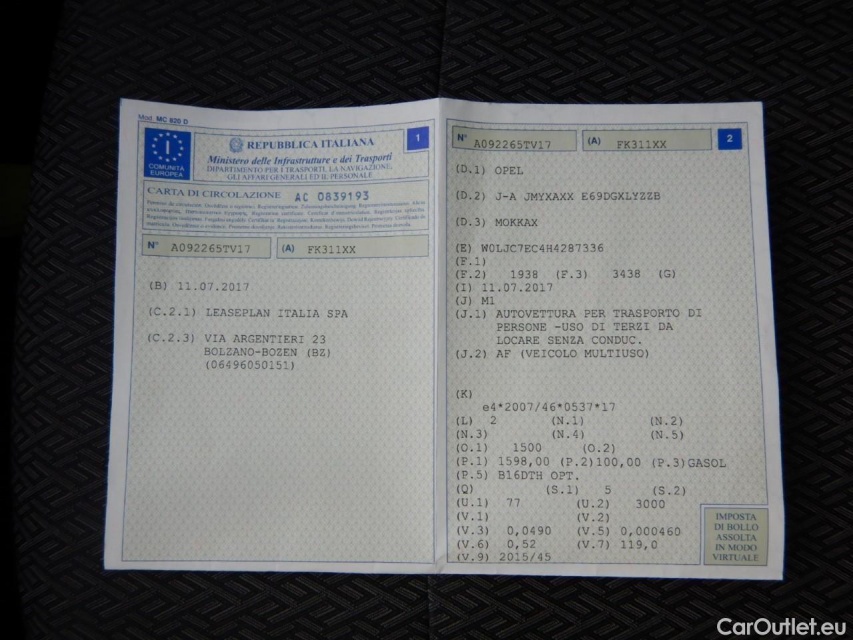 Mod. MC 820 D
I
COMUNITÀ
EUROPEA
REPUBBLICA ITALIANA
1
Ministero delle Infrastrutture e dei Trasporti
DIPARTIMENTO PER I TRASPORTI, LA NAVIGAZIONE,
GLI AFFARI GENERALI ED IL PERSONALE
CARTA DI CIRCOLAZIONE AC 0839193
N° A092265TV17 (A) FK311XX
(B) 11.07.2017
(C.2.1) LEASEPLAN ITALIA SPA
(C.2.3) VIA ARGENTIERI 23
BOLZANO-BOZEN (BZ)
(06496050151)
N° A092265TV17 (A) FK311XX 2
(D.1) OPEL
(D.2) J-A JMYXAXX E69DGXLYZZB
(D.3) MOKKAX
(E) W0LJC7EC4H4287336
(F.1)
(F.2) 1938 (F.3) 3438 (G)
(I) 11.07.2017
(J) M1
(J.1) AUTOVETTURA PER TRASPORTO DI
PERSONE -USO DI TERZI DA
LOCARE SENZA CONDUC.
(J.2) AF (VEICOLO MULTIUSO)
(K)
e4*2007/46*0537*17
(L) 2 (N.1) (N.2)
(N.3) (N.4) (N.5)
(O.1) 1500 (O.2)
(P.1) 1598,00 (P.2)100,00 (P.3)GASOL
(P.5) B16DTH OPT.
(Q) (S.1) 5 (S.2)
(U.1) 77 (U.2) 3000
(V.1) (V.2)
(V.3) 0,0490 (V.5) 0,000460
(V.6) 0,52 (V.7) 119,0
(V.9) 2015/45
IMPOSTA
DI BOLLO
ASSOLTA
IN MODO
VIRTUALE
CarOutlet.eu